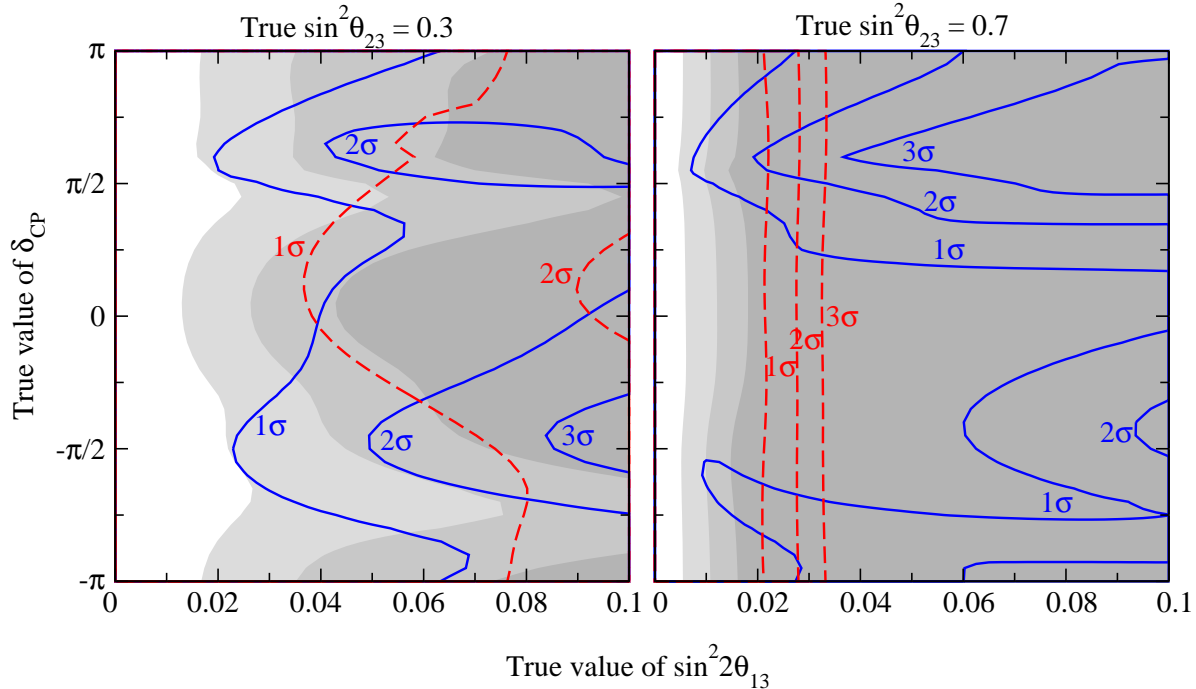 True sin²θ₂₃ = 0.3
True sin²θ₂₃ = 0.7
True value of δ_CP
π
π/2
0
-π/2
-π
2σ
1σ
2σ
1σ
2σ
3σ
3σ
2σ
1σ
3σ
2σ
1σ
2σ
1σ
0 0.02 0.04 0.06 0.08 0.1
0 0.02 0.04 0.06 0.08 0.1
True value of sin²2θ₁₃